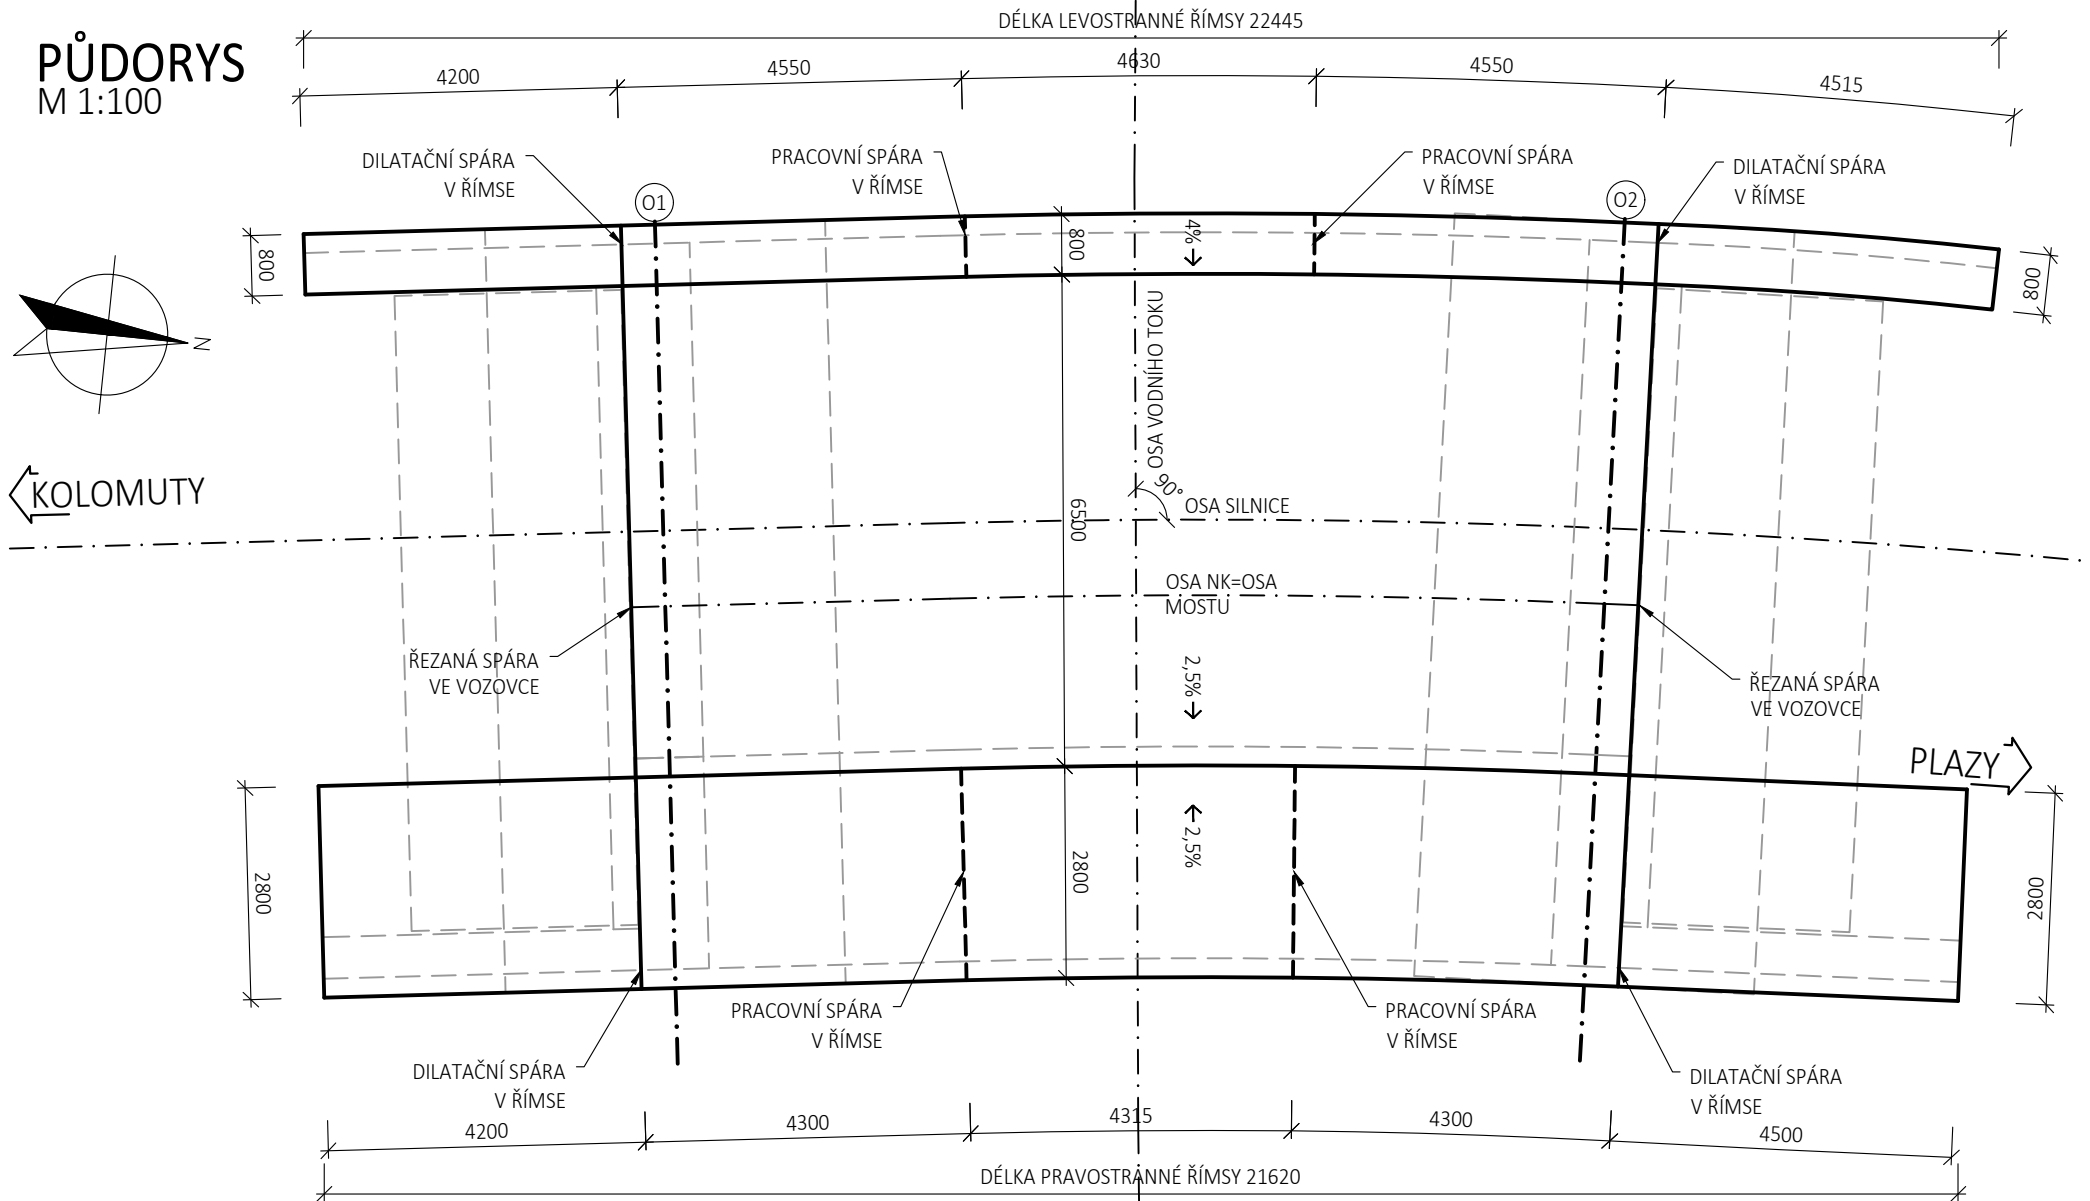 DÉLKA LEVOSTRANNÉ ŘÍMSY 22445
PŮDORYS
M 1:100
4200
4550
4630
4550
4515
DILATAČNÍ SPÁRA
V ŘÍMSE
PRACOVNÍ SPÁRA
V ŘÍMSE
PRACOVNÍ SPÁRA
V ŘÍMSE
DILATAČNÍ SPÁRA
V ŘÍMSE
O1
O2
800
800
4%
800
N
OSA VODNÍHO TOKU
KOLOMUTY
90°
OSA SILNICE
6500
OSA NK=OSA
MOSTU
ŘEZANÁ SPÁRA
VE VOZOVCE
2,5%
ŘEZANÁ SPÁRA
VE VOZOVCE
PLAZY
2800
2800
2,5%
2800
PRACOVNÍ SPÁRA
V ŘÍMSE
PRACOVNÍ SPÁRA
V ŘÍMSE
DILATAČNÍ SPÁRA
V ŘÍMSE
DILATAČNÍ SPÁRA
V ŘÍMSE
4200
4300
4315
4300
4500
DÉLKA PRAVOSTRANNÉ ŘÍMSY 21620